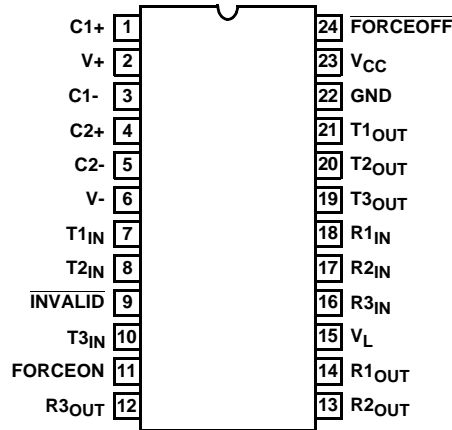 C1+ 1 24 FORCEOFF
V+ 2 23 VCC
C1- 3 22 GND
C2+ 4 21 T1OUT
C2- 5 20 T2OUT
V- 6 19 T3OUT
T1IN 7 18 R1IN
T2IN 8 17 R2IN
INVALID 9 16 R3IN
T3IN 10 15 VL
FORCEON 11 14 R1OUT
R3OUT 12 13 R2OUT